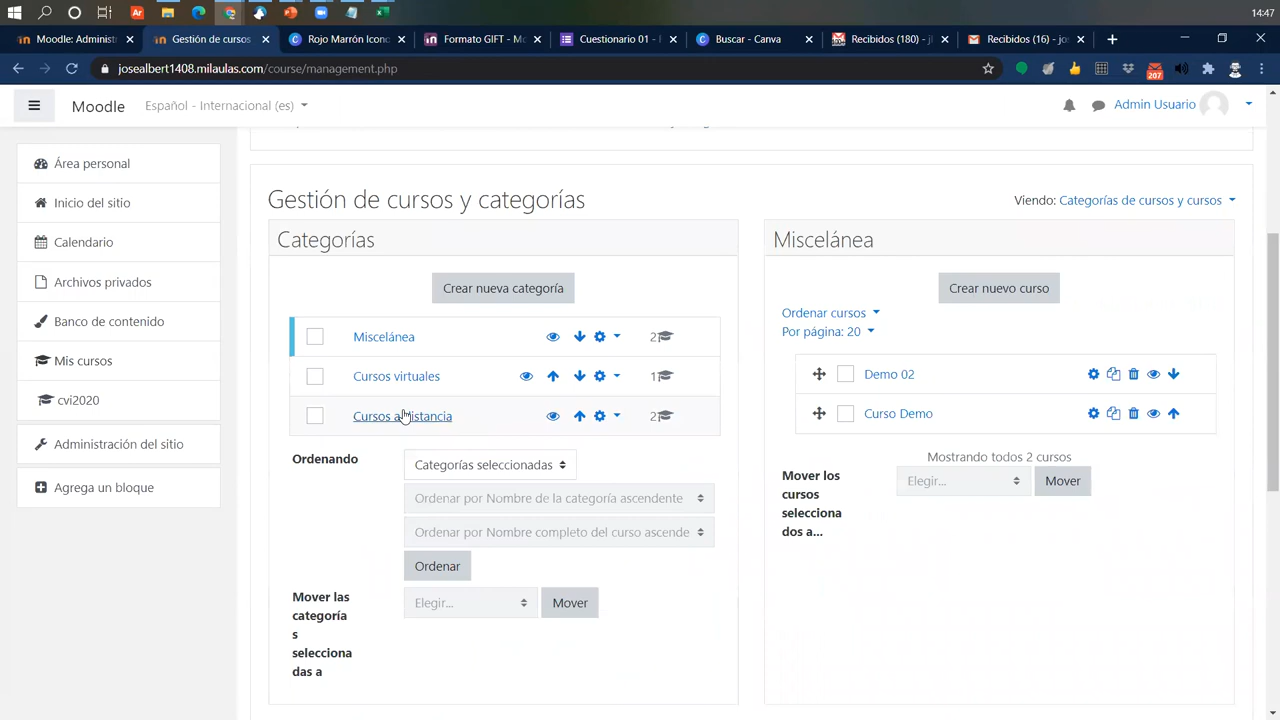 14:47
Moodle: Administ
Gestión de cursos
Rojo Marrón Iconos
Formato GIFT - Mo
Cuestionario 01 -
Buscar - Canva
Recibidos (180) - ji
Recibidos (16) - jos
josealbert1408.milaulas.com/course/management.php
207
Moodle
Español - Internacional (es)
Admin Usuario
Área personal
Inicio del sitio
Calendario
Archivos privados
Banco de contenido
Mis cursos
cvi2020
Administración del sitio
Agrega un bloque
Gestión de cursos y categorías
Viendo: Categorías de cursos y cursos
Categorías
Crear nueva categoría
Miscelánea 2
Cursos virtuales 1
Cursos a distancia 2
Ordenando
Categorías seleccionadas
Ordenar por Nombre de la categoría ascendente
Ordenar por Nombre completo del curso ascende
Ordenar
Mover las
categoría
s
selecciona
das a
Elegir...
Mover
Miscelánea
Crear nuevo curso
Ordenar cursos
Por página: 20
Demo 02
Curso Demo
Mostrando todos 2 cursos
Mover los
cursos
selecciona
dos a...
Elegir...
Mover